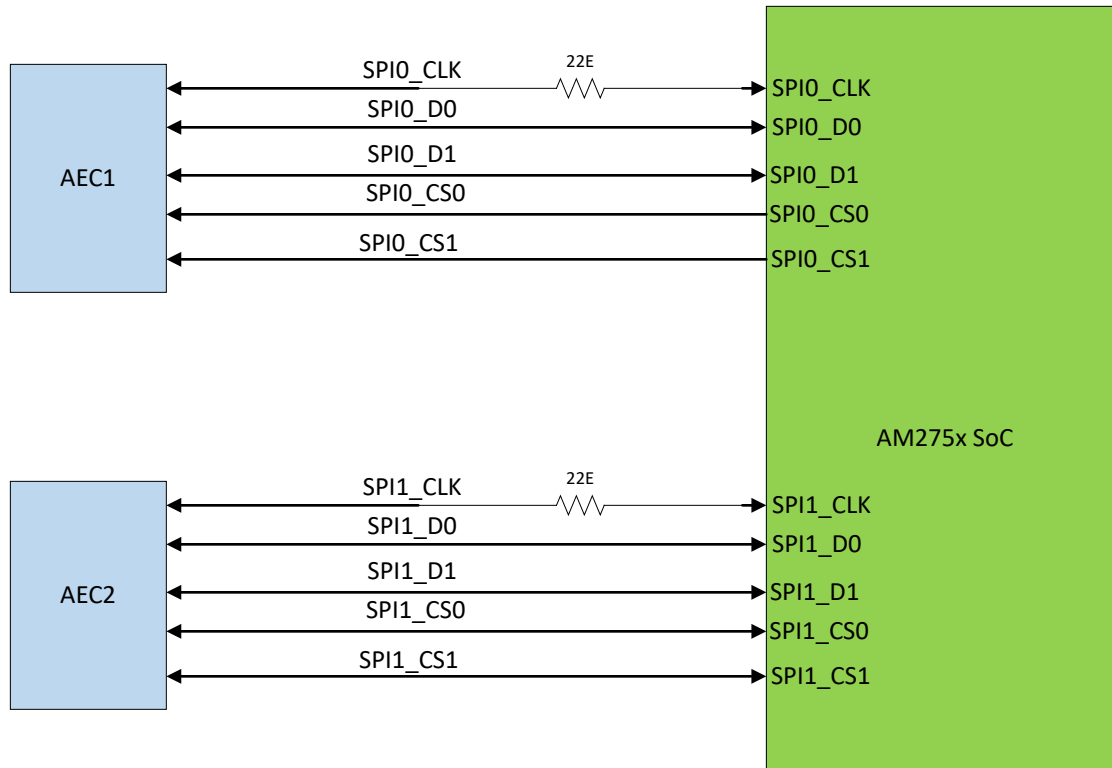 22E
SPI0_CLK
SPI0_CLK
SPI0_D0
SPI0_D0
SPI0_D1
SPI0_D1
AEC1
SPI0_CS0
SPI0_CS0
SPI0_CS1
SPI0_CS1
AM275x SoC
22E
SPI1_CLK
SPI1_CLK
SPI1_D0
SPI1_D0
SPI1_D1
SPI1_D1
AEC2
SPI1_CS0
SPI1_CS0
SPI1_CS1
SPI1_CS1